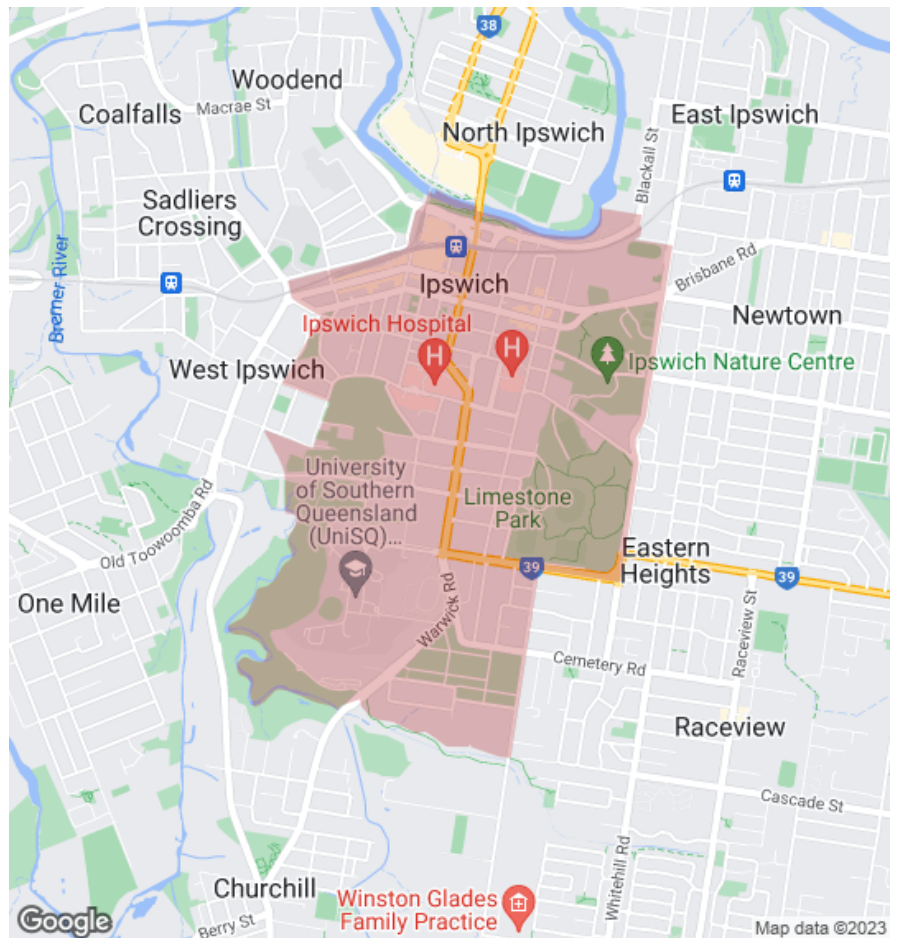 38
Woodend
Macrae St
Coalfalls
North Ipswich
East Ipswich
Blackall St
Sadliers
Crossing
Bremer River
Brisbane Rd
Ipswich
Newtown
Ipswich Hospital
H
H
Ipswich Nature Centre
West Ipswich
University
of Southern
Queensland
(UniSQ)...
Limestone
Park
Old Toowoomba Rd
Eastern
Heights
39
39
One Mile
Warwick Rd
Raceview St
Cemetery Rd
Raceview
Cascade St
Whitehill Rd
Churchill
Winston Glades
Family Practice
Berry St
Google
Map data ©2023